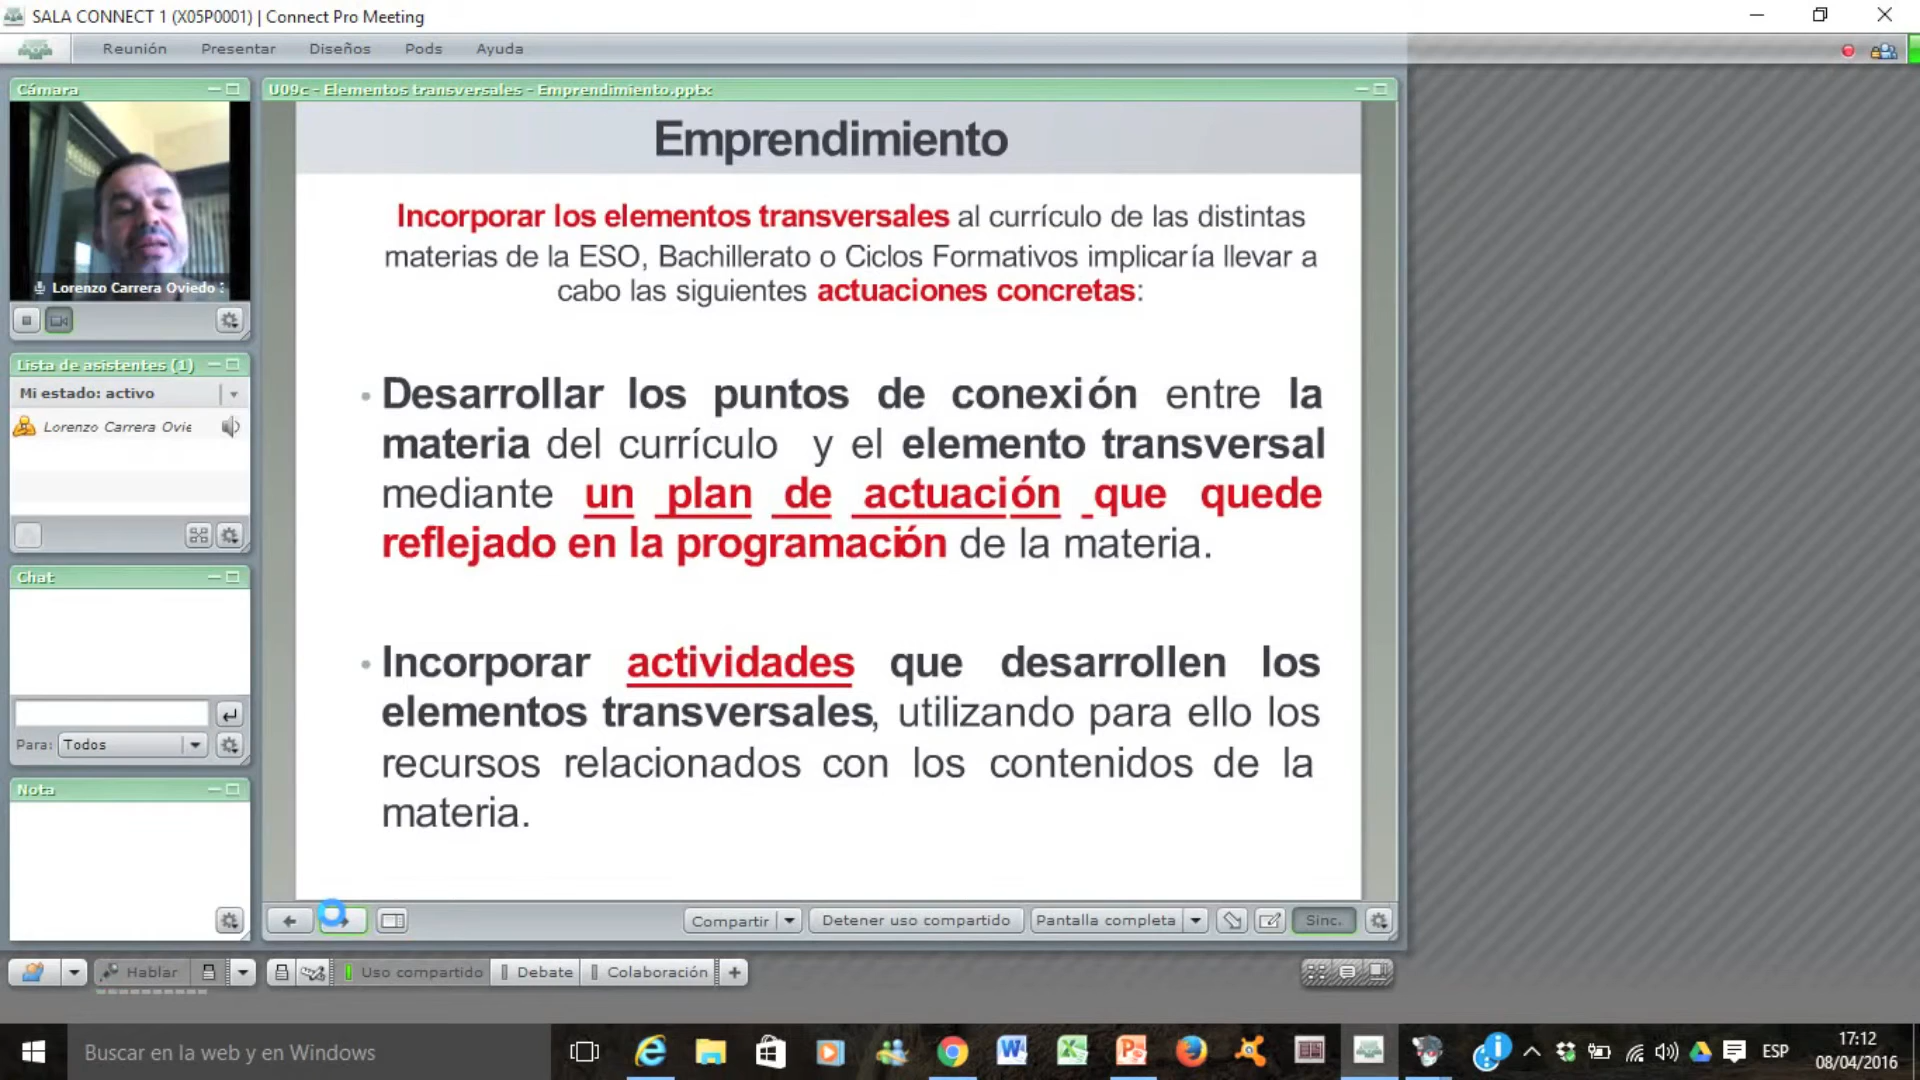 SALA CONNECT 1 (X05P0001) | Connect Pro Meeting
Reunión Presentar Diseños Pods Ayuda
Cámara
Lorenzo Carrera Oviedo
Lista de asistentes (1)
Mi estado: activo
Lorenzo Carrera Ovie
Chat
Para: Todos
Nota
U09c - Elementos transversales - Emprendimiento.pptx
Emprendimiento
Incorporar los elementos transversales al currículo de las distintas
materias de la ESO, Bachillerato o Ciclos Formativos implicaría llevar a
cabo las siguientes actuaciones concretas:
• Desarrollar los puntos de conexión entre la
materia del currículo y el elemento transversal
mediante un plan de actuación que quede
reflejado en la programación de la materia.
• Incorporar actividades que desarrollen los
elementos transversales, utilizando para ello los
recursos relacionados con los contenidos de la
materia.
Compartir Detener uso compartido Pantalla completa Sinc.
Hablar Uso compartido Debate Colaboración +
Buscar en la web y en Windows
ESP
17:12
08/04/2016